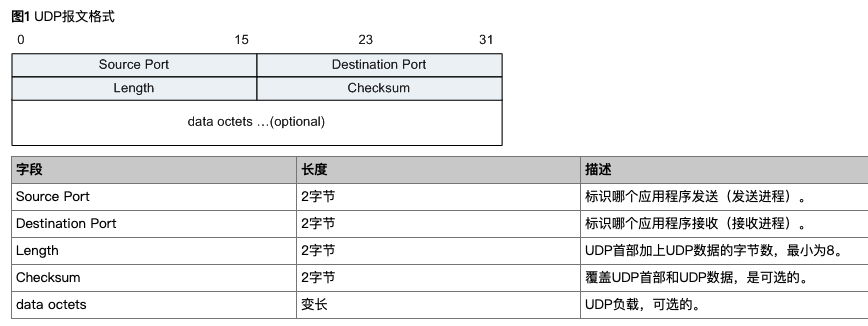 图1 UDP报文格式
0 15 23 31
Source Port Destination Port
Length Checksum
data octets …(optional)
字段 长度 描述
Source Port 2字节 标识哪个应用程序发送（发送进程）。
Destination Port 2字节 标识哪个应用程序接收（接收进程）。
Length 2字节 UDP首部加上UDP数据的字节数，最小为8。
Checksum 2字节 覆盖UDP首部和UDP数据，是可选的。
data octets 变长 UDP负载，可选的。